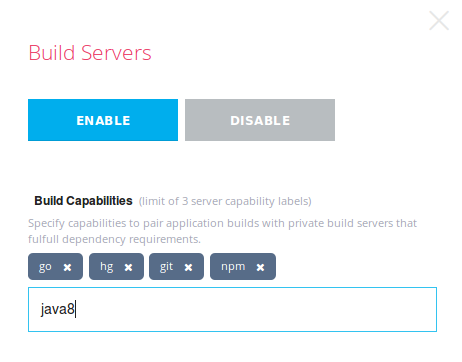 Build Servers
ENABLE DISABLE
Build Capabilities (limit of 3 server capability labels)
Specify capabilities to pair application builds with private build servers that
fulfull dependency requirements.
go × hg × git × npm ×
java8